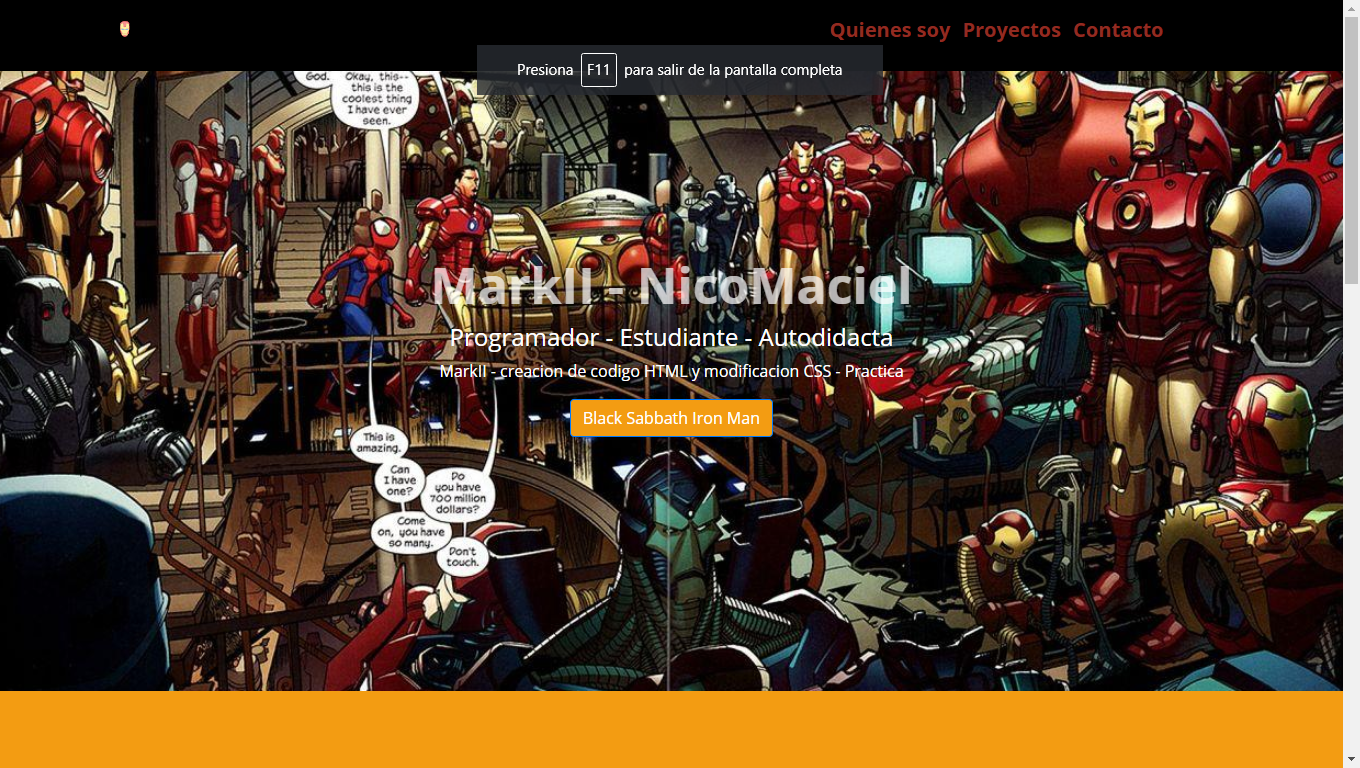 Quienes soy Proyectos Contacto
Presiona F11 para salir de la pantalla completa
God.
Okay, this--
this is the
coolest thing
I have ever
seen.
MarkII - NicoMaciel
Programador - Estudiante - Autodidacta
MarkII - creacion de codigo HTML y modificacion CSS - Practica
Black Sabbath Iron Man
This is
amazing.
Can
I have
one?
Do
you have
700 million
dollars?
Come
on, you have
so many.
Don't
touch.